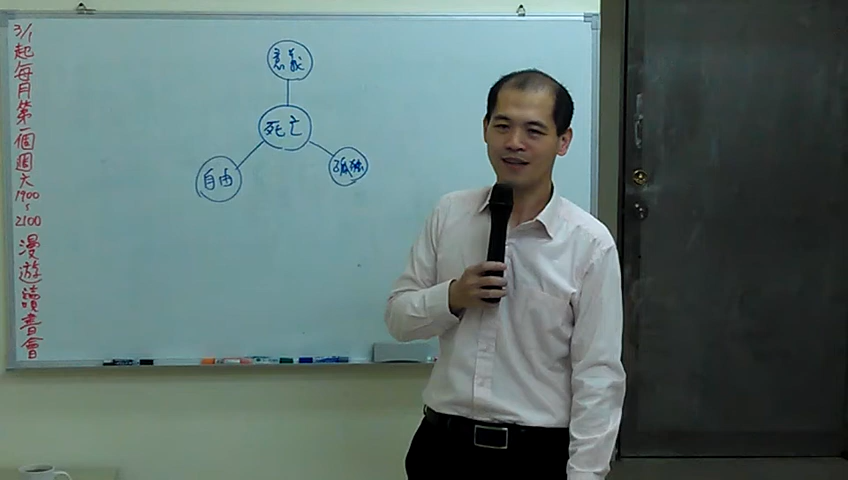 3/1
起每月第一個週六
1900
~
2100
漫遊讀書會
意義
死亡
自由
孤獨